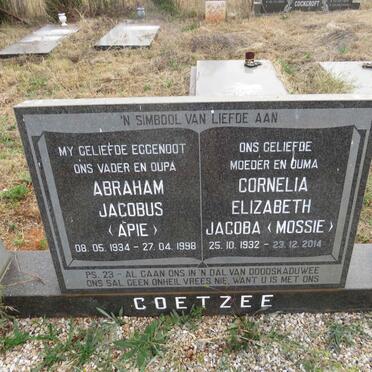 COCKCROFT
'N SIMBOOL VAN LIEFDE AAN
MY GELIEFDE EGGENOOT
ONS VADER EN OUPA
ABRAHAM
JACOBUS
(APIE)
08.05.1934 - 27.04.1998
ONS GELIEFDE
MOEDER EN OUMA
CORNELIA
ELIZABETH
JACOBA (MOSSIE)
25.10.1932 - 23.12.2014
PS. 23 - AL GAAN ONS IN 'N DAL VAN DOODSKADUWEE
ONS SAL GEEN ONHEIL VREES NIE, WANT U IS MET ONS
COETZEE